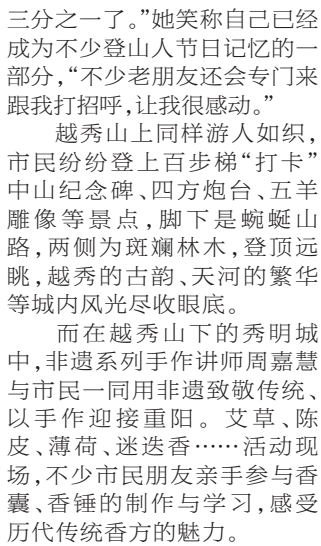 三分之一了。”她笑称自己已经
成为不少登山人节日记忆的一
部分，“不少老朋友还会专门来
跟我打招呼，让我很感动。”
越秀山上同样游人如织，
市民纷纷登上百步梯“打卡”
中山纪念碑、四方炮台、五羊
雕像等景点，脚下是蜿蜒山
路，两侧为斑斓林木，登顶远
眺，越秀的古韵、天河的繁华
等城内风光尽收眼底。
而在越秀山下的秀明城
中，非遗系列手作讲师周嘉慧
与市民一同用非遗致敬传统、
以手作迎接重阳。艾草、陈
皮、薄荷、迷迭香……活动现
场，不少市民朋友亲手参与香
囊、香锤的制作与学习，感受
历代传统香方的魅力。